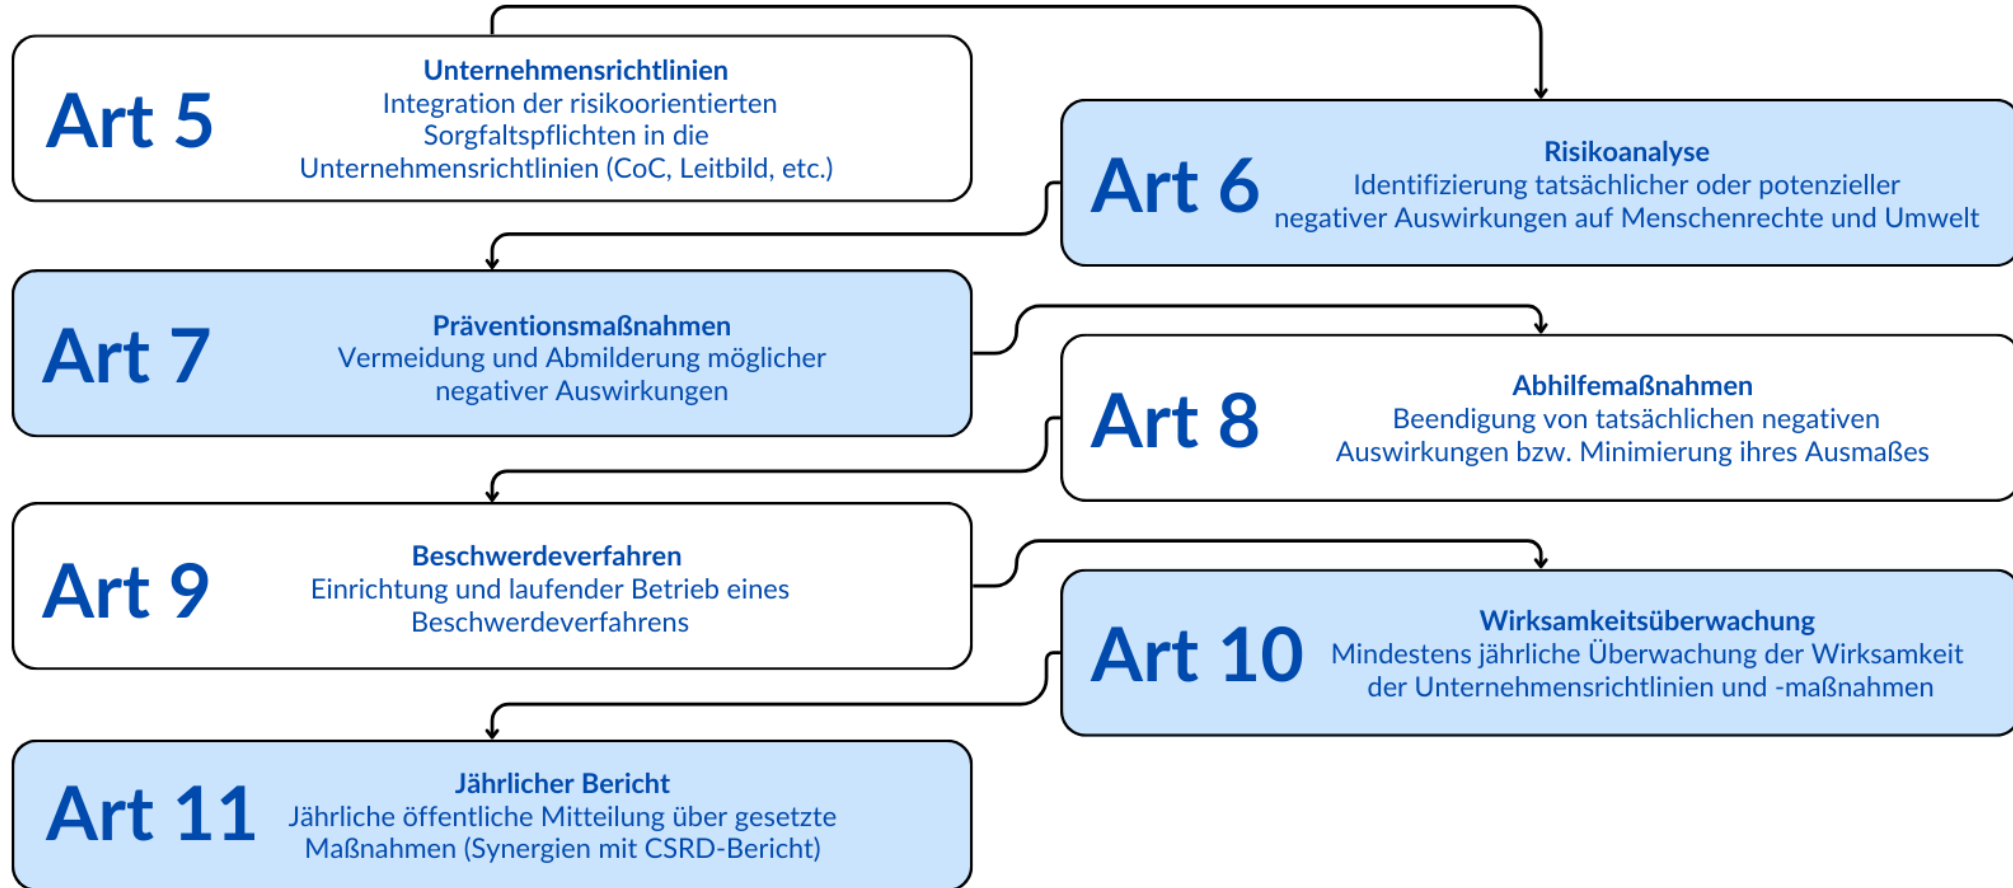 Art 5
Unternehmensrichtlinien
Integration der risikoorientierten
Sorgfaltspflichten in die
Unternehmensrichtlinien (CoC, Leitbild, etc.)
Art 6
Risikoanalyse
Identifizierung tatsächlicher oder potenzieller
negativer Auswirkungen auf Menschenrechte und Umwelt
Art 7
Präventionsmaßnahmen
Vermeidung und Abmilderung möglicher
negativer Auswirkungen
Art 8
Abhilfemaßnahmen
Beendigung von tatsächlichen negativen
Auswirkungen bzw. Minimierung ihres Ausmaßes
Art 9
Beschwerdeverfahren
Einrichtung und laufender Betrieb eines
Beschwerdeverfahrens
Art 10
Wirksamkeitsüberwachung
Mindestens jährliche Überwachung der Wirksamkeit
der Unternehmensrichtlinien und -maßnahmen
Art 11
Jährlicher Bericht
Jährliche öffentliche Mitteilung über gesetzte
Maßnahmen (Synergien mit CSRD-Bericht)